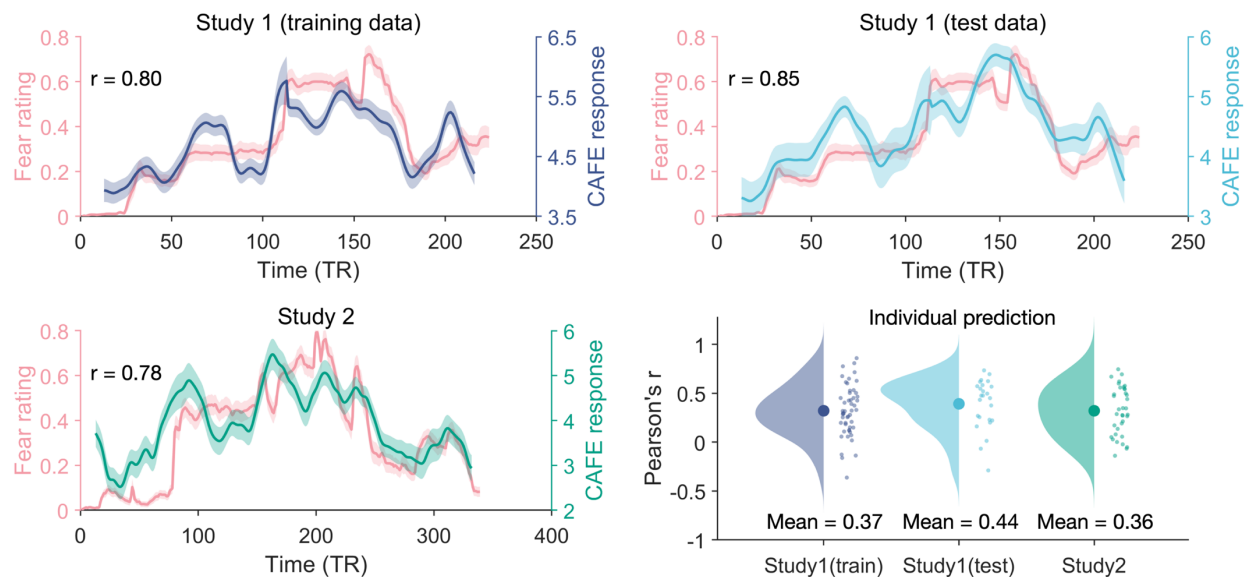 Study 1 (training data)
0.8
0.6
0.4
0.2
0
Fear rating
r = 0.80
6.5
5.5
4.5
3.5
CAFE response
0 50 100 150 200 250
Time (TR)
Study 1 (test data)
0.8
0.6
0.4
0.2
0
Fear rating
r = 0.85
6
5
4
3
CAFE response
0 50 100 150 200 250
Time (TR)
Study 2
0.8
0.6
0.4
0.2
0
Fear rating
r = 0.78
6
5
4
3
2
CAFE response
0 100 200 300 400
Time (TR)
Individual prediction
1
0.5
0
-0.5
-1
Pearson's r
Mean = 0.37 Mean = 0.44 Mean = 0.36
Study1(train) Study1(test) Study2